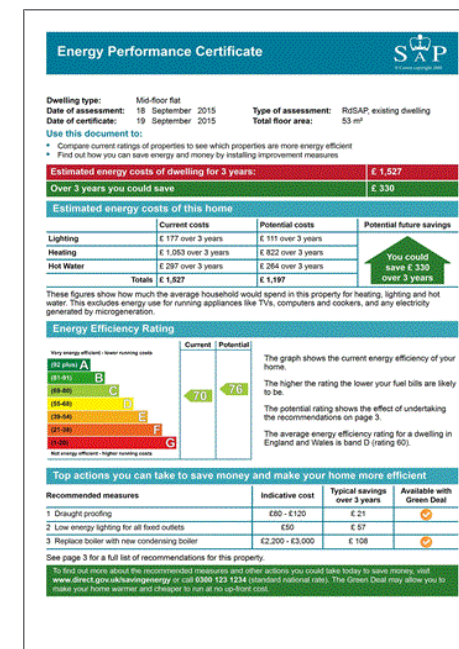 Energy Performance Certificate
SAP
© Crown copyright 2009
Dwelling type: Mid-floor flat
Date of assessment: 18 September 2015 Type of assessment: RdSAP, existing dwelling
Date of certificate: 19 September 2015 Total floor area: 53 m²
Use this document to:
• Compare current ratings of properties to see which properties are more energy efficient
• Find out how you can save energy and money by installing improvement measures
Estimated energy costs of dwelling for 3 years: £ 1,527
Over 3 years you could save £ 330
Estimated energy costs of this home
Current costs Potential costs Potential future savings
Lighting £ 177 over 3 years £ 111 over 3 years
Heating £ 1,053 over 3 years £ 822 over 3 years
Hot Water £ 297 over 3 years £ 264 over 3 years
Totals £ 1,527 £ 1,197
You could
save £ 330
over 3 years
These figures show how much the average household would spend in this property for heating, lighting and hot
water. This excludes energy use for running appliances like TVs, computers and cookers, and any electricity
generated by microgeneration.
Energy Efficiency Rating
Current Potential
Very energy efficient - lower running costs
(92 plus) A
(81-91) B
(69-80) C
(55-68) D
(39-54) E
(21-38) F
(1-20) G
Not energy efficient - higher running costs
70 76
The graph shows the current energy efficiency of your
home.
The higher the rating the lower your fuel bills are likely
to be.
The potential rating shows the effect of undertaking
the recommendations on page 3.
The average energy efficiency rating for a dwelling in
England and Wales is band D (rating 60).
Top actions you can take to save money and make your home more efficient
Recommended measures Indicative cost Typical savings over 3 years Available with Green Deal
1 Draught proofing £80 - £120 £ 21
2 Low energy lighting for all fixed outlets £50 £ 57
3 Replace boiler with new condensing boiler £2,200 - £3,000 £ 108
See page 3 for a full list of recommendations for this property.
To find out more about the recommended measures and other actions you could take today to save money, visit
www.direct.gov.uk/savingenergy or call 0300 123 1234 (standard national rate). The Green Deal may allow you to
make your home warmer and cheaper to run at no up-front cost.